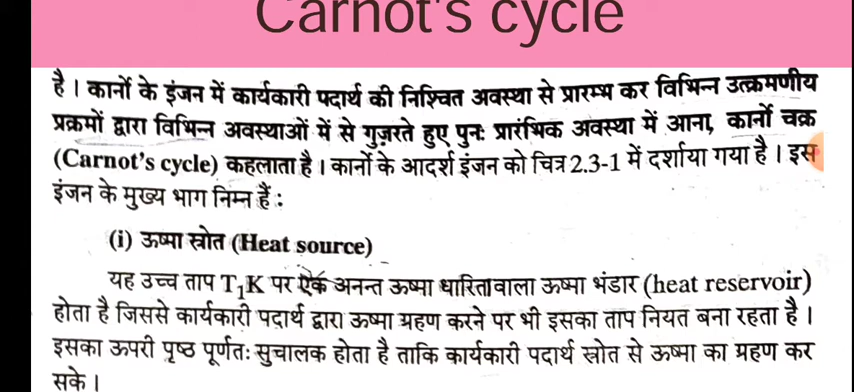 Carnot's cycle
है। कार्नो के इंजन में कार्यकारी पदार्थ की निश्चित अवस्था से प्रारम्भ कर विभिन्न उत्क्रमणीय
प्रक्रमों द्वारा विभिन्न अवस्थाओं में से गुज़रते हुए पुनः प्रारंभिक अवस्था में आना, कार्नो चक्र
(Carnot's cycle) कहलाता है। कार्नो के आदर्श इंजन को चित्र 2.3-1 में दर्शाया गया है। इस
इंजन के मुख्य भाग निम्न हैं :
(i) ऊष्मा स्रोत (Heat source)
यह उच्च ताप T₁K पर ऐक अनन्त ऊष्मा धारितावाला ऊष्मा भंडार (heat reservoir)
होता है जिससे कार्यकारी पदार्थ द्वारा ऊष्मा ग्रहण करने पर भी इसका ताप नियत बना रहता है।
इसका ऊपरी पृष्ठ पूर्णतः सुचालक होता है ताकि कार्यकारी पदार्थ स्रोत से ऊष्मा का ग्रहण कर
सके।